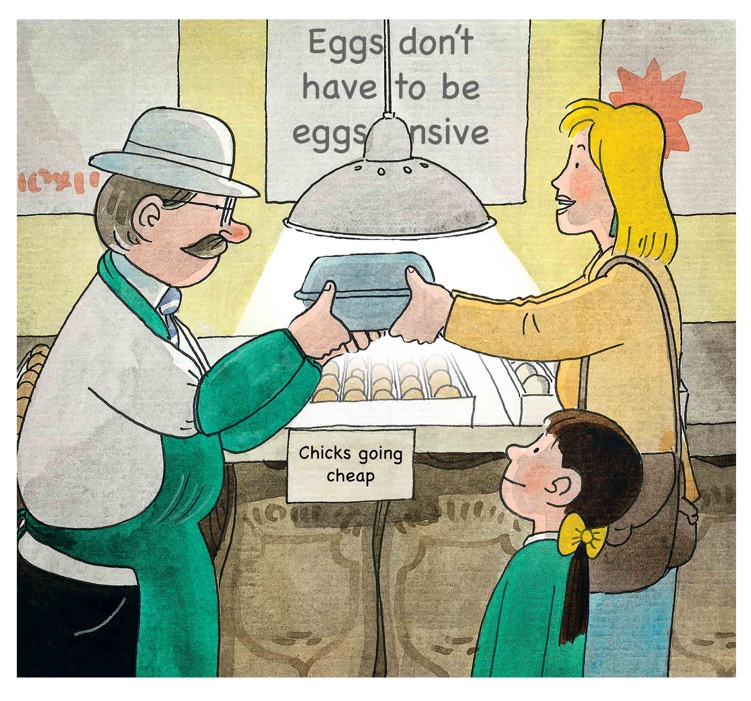 Eggs don't
have to be
eggs nsive
Chicks going
cheap